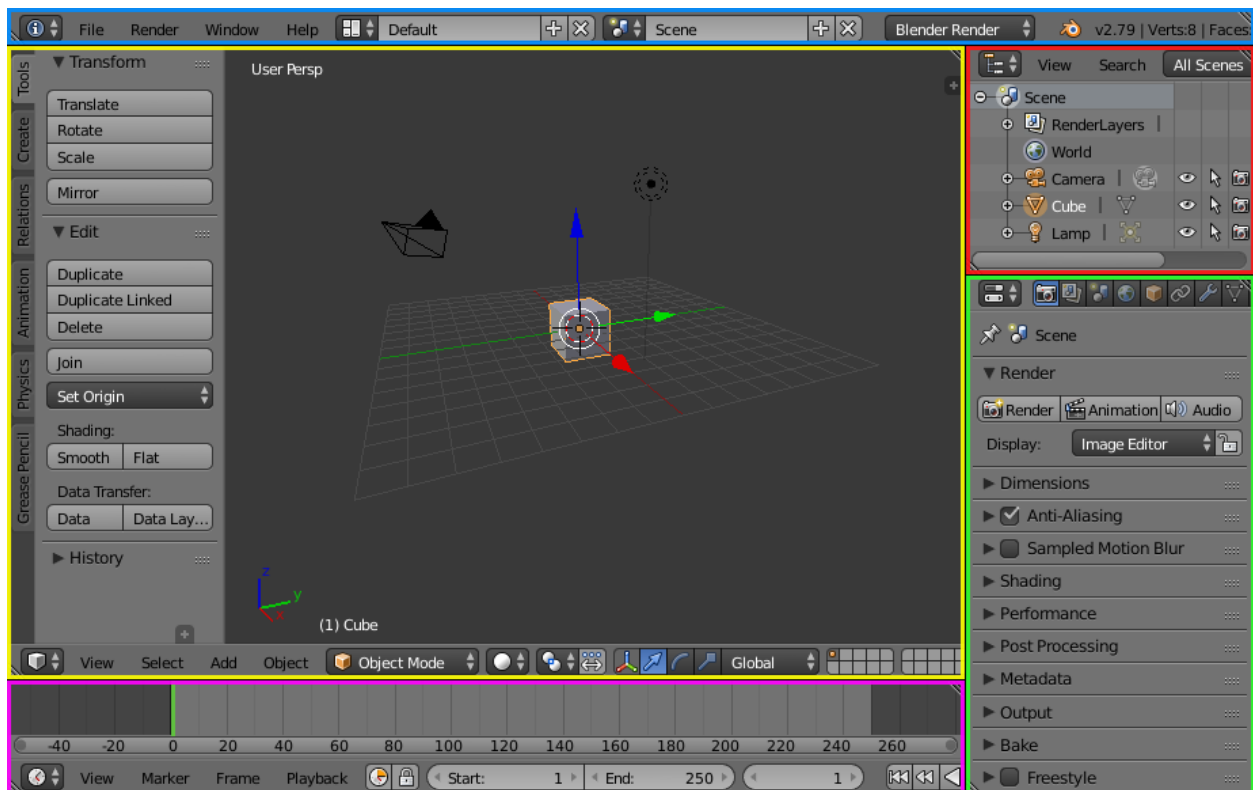 File Render Window Help Default Scene Blender Render v2.79 | Verts:8 | Faces:
Tools
Create
Relations
Animation
Physics
Grease Pencil
Transform
Translate
Rotate
Scale
Mirror
Edit
Duplicate
Duplicate Linked
Delete
Join
Set Origin
Shading:
Smooth Flat
Data Transfer:
Data Data Lay...
History
User Persp
z
y
x
(1) Cube
View Select Add Object Object Mode Global
-40 -20 0 20 40 60 80 100 120 140 160 180 200 220 240 260
View Marker Frame Playback Start: 1 End: 250 1
View Search All Scenes
Scene
RenderLayers |
World
Camera |
Cube |
Lamp |
Scene
Render
Render Animation Audio
Display: Image Editor
Dimensions
Anti-Aliasing
Sampled Motion Blur
Shading
Performance
Post Processing
Metadata
Output
Bake
Freestyle